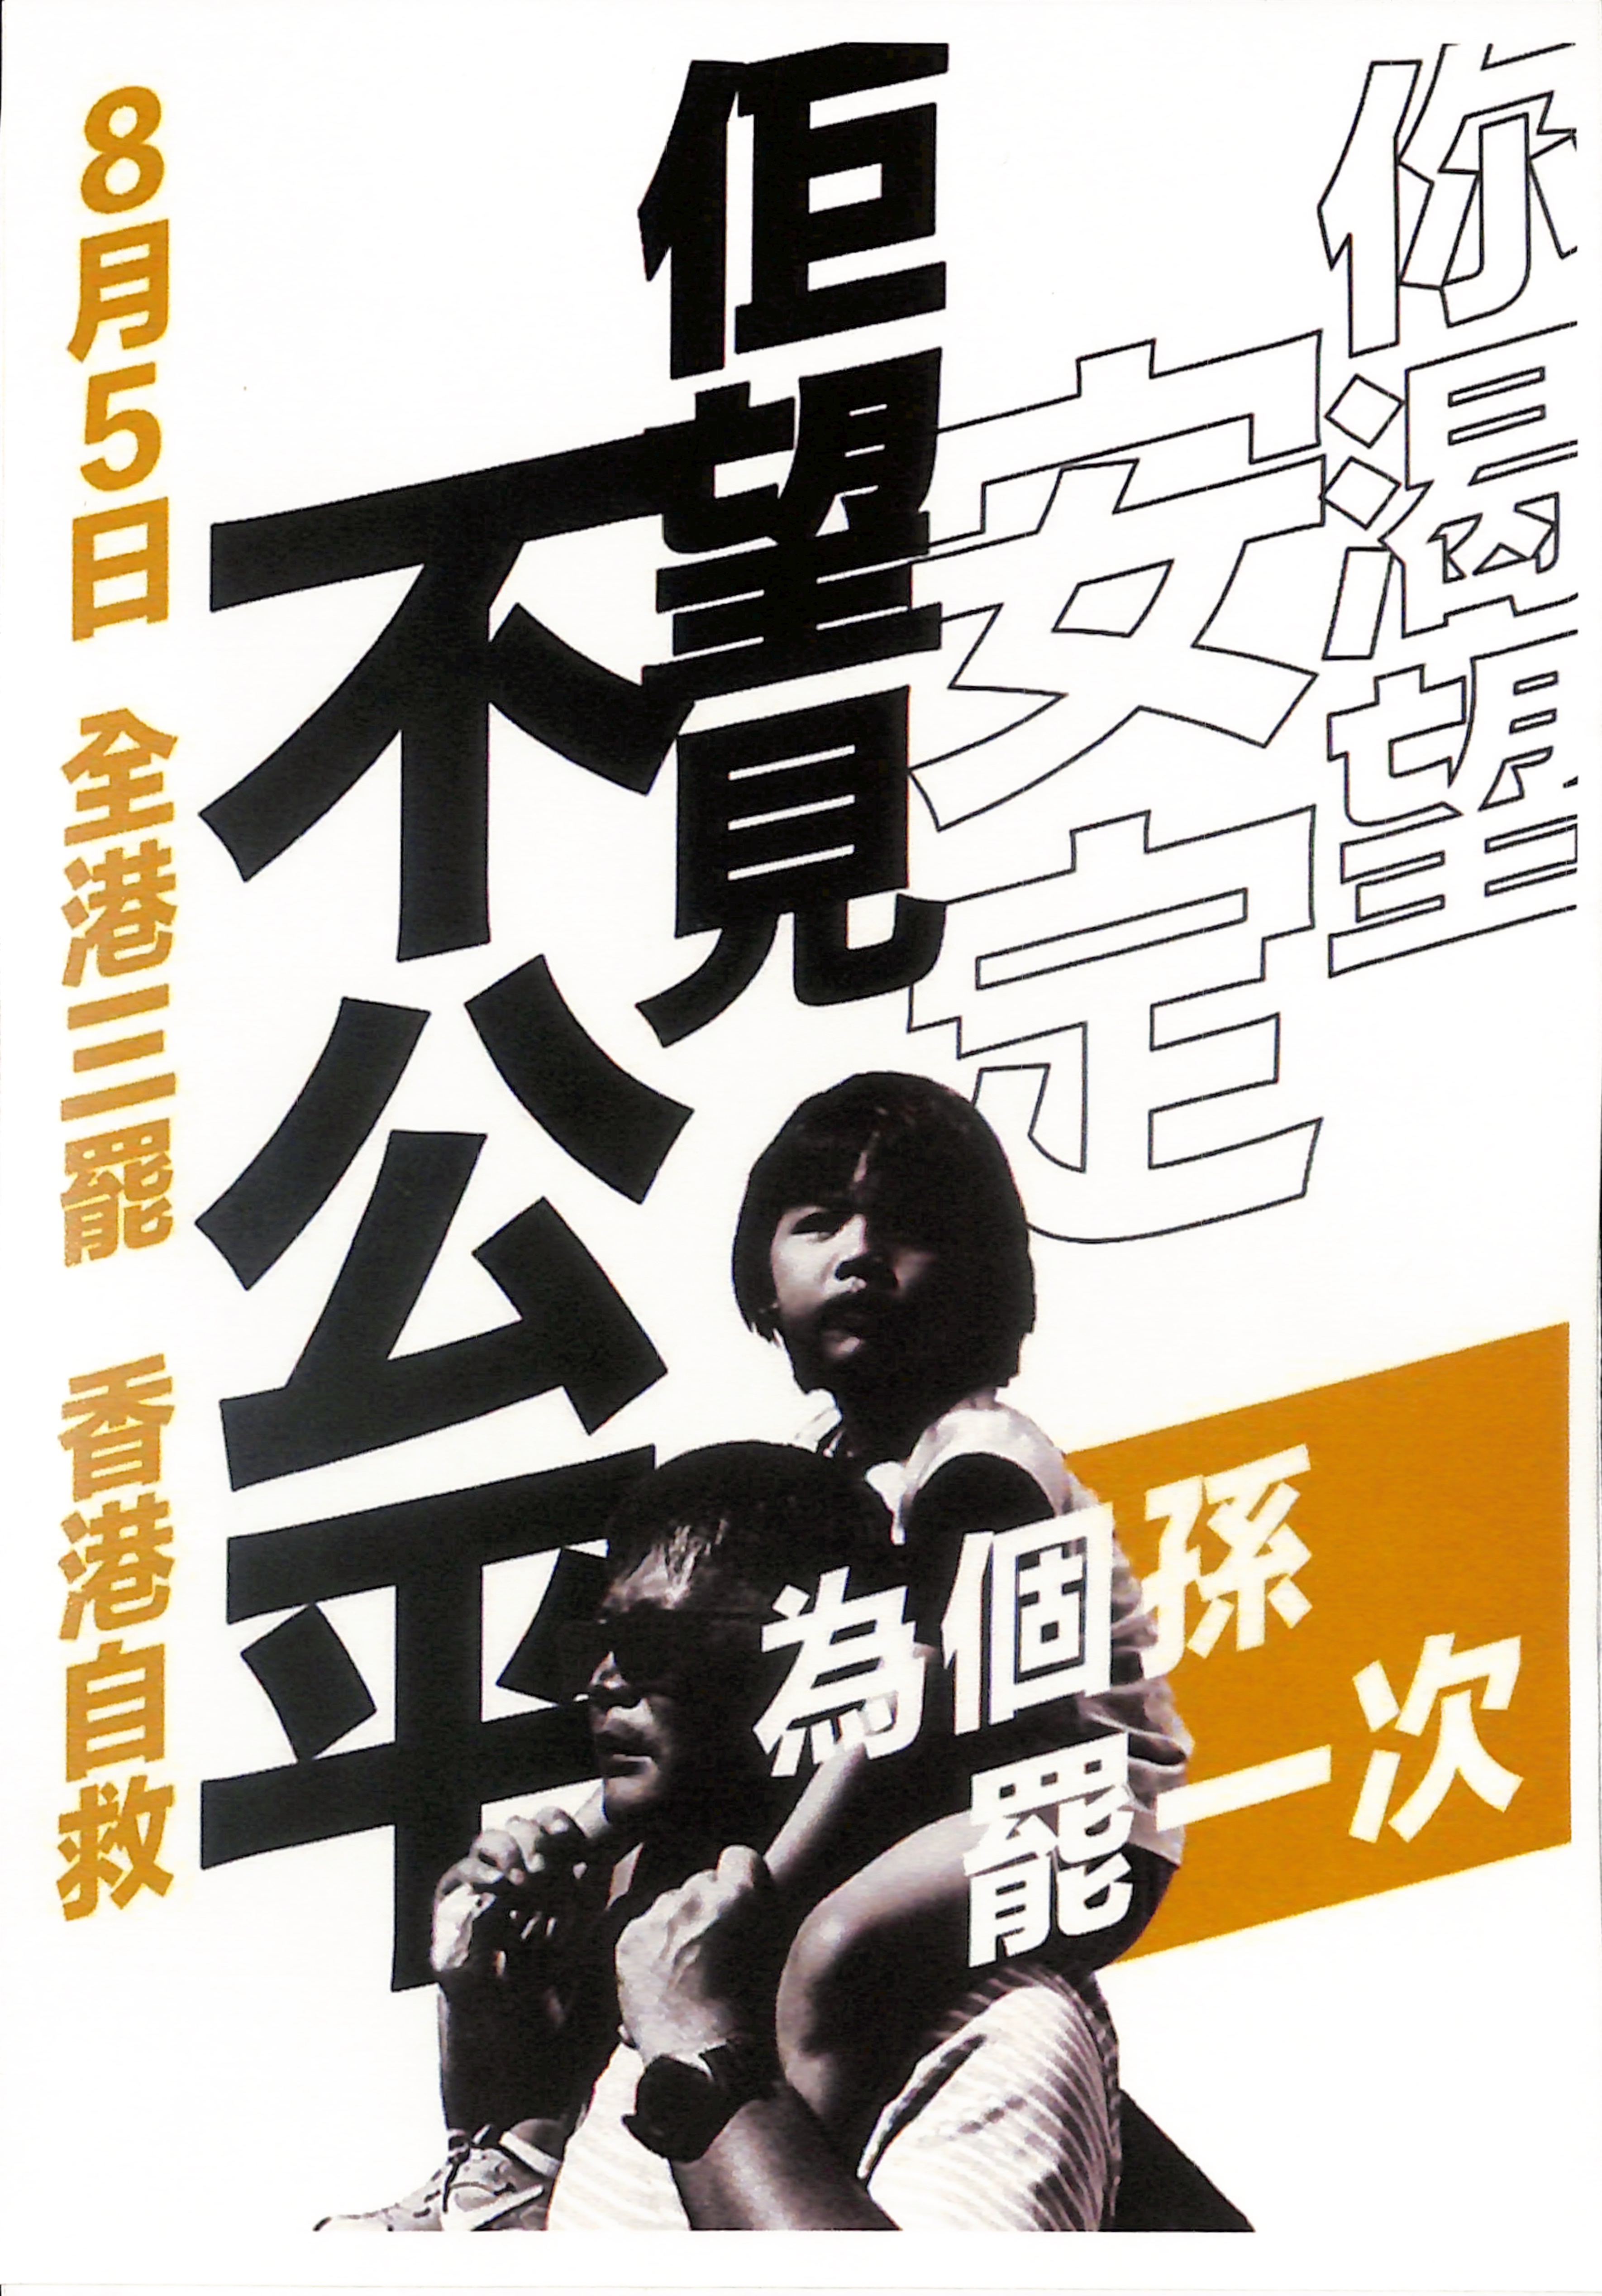 你渴望
安定
佢望見
不公平
為個孫
罷一次
8月5日 全港三罷 香港自救